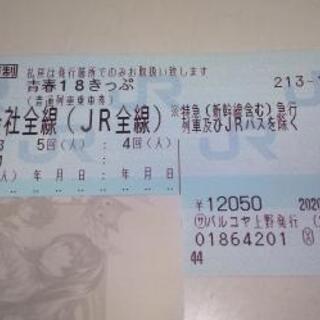 制
払戻は発行箇所でのみお取扱い致します
青春18きっぷ
213-
(普通列車乗車券)
社全線(JR全線)
※特急(新幹線含む)急行
列車及びJRバスを除く
3 5回(人) : 4回(人)
人) 年 月日: 年 月日:
¥12050 2020
サパルコヤ上野発行
01864201
44